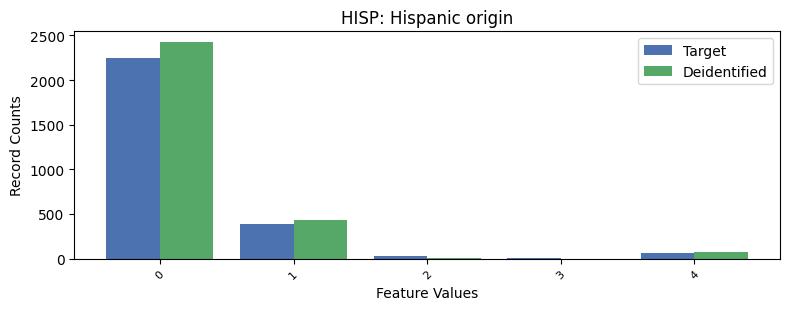 HISP: Hispanic origin
2500
2000
1500
1000
500
0
Record Counts
Target
Deidentified
0 1 2 3 4
Feature Values